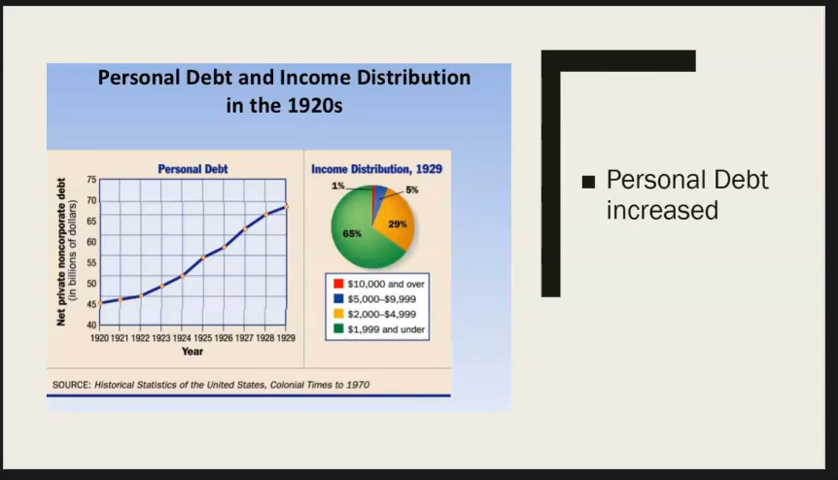 Personal Debt and Income Distribution
in the 1920s
Personal Debt
Net private noncorporate debt
(in billions of dollars)
75
70
65
60
55
50
45
40
1920 1921 1922 1923 1924 1925 1926 1927 1928 1929
Year
Income Distribution, 1929
1%
5%
29%
65%
$10,000 and over
$5,000–$9,999
$2,000–$4,999
$1,999 and under
SOURCE: Historical Statistics of the United States, Colonial Times to 1970
■ Personal Debt
increased